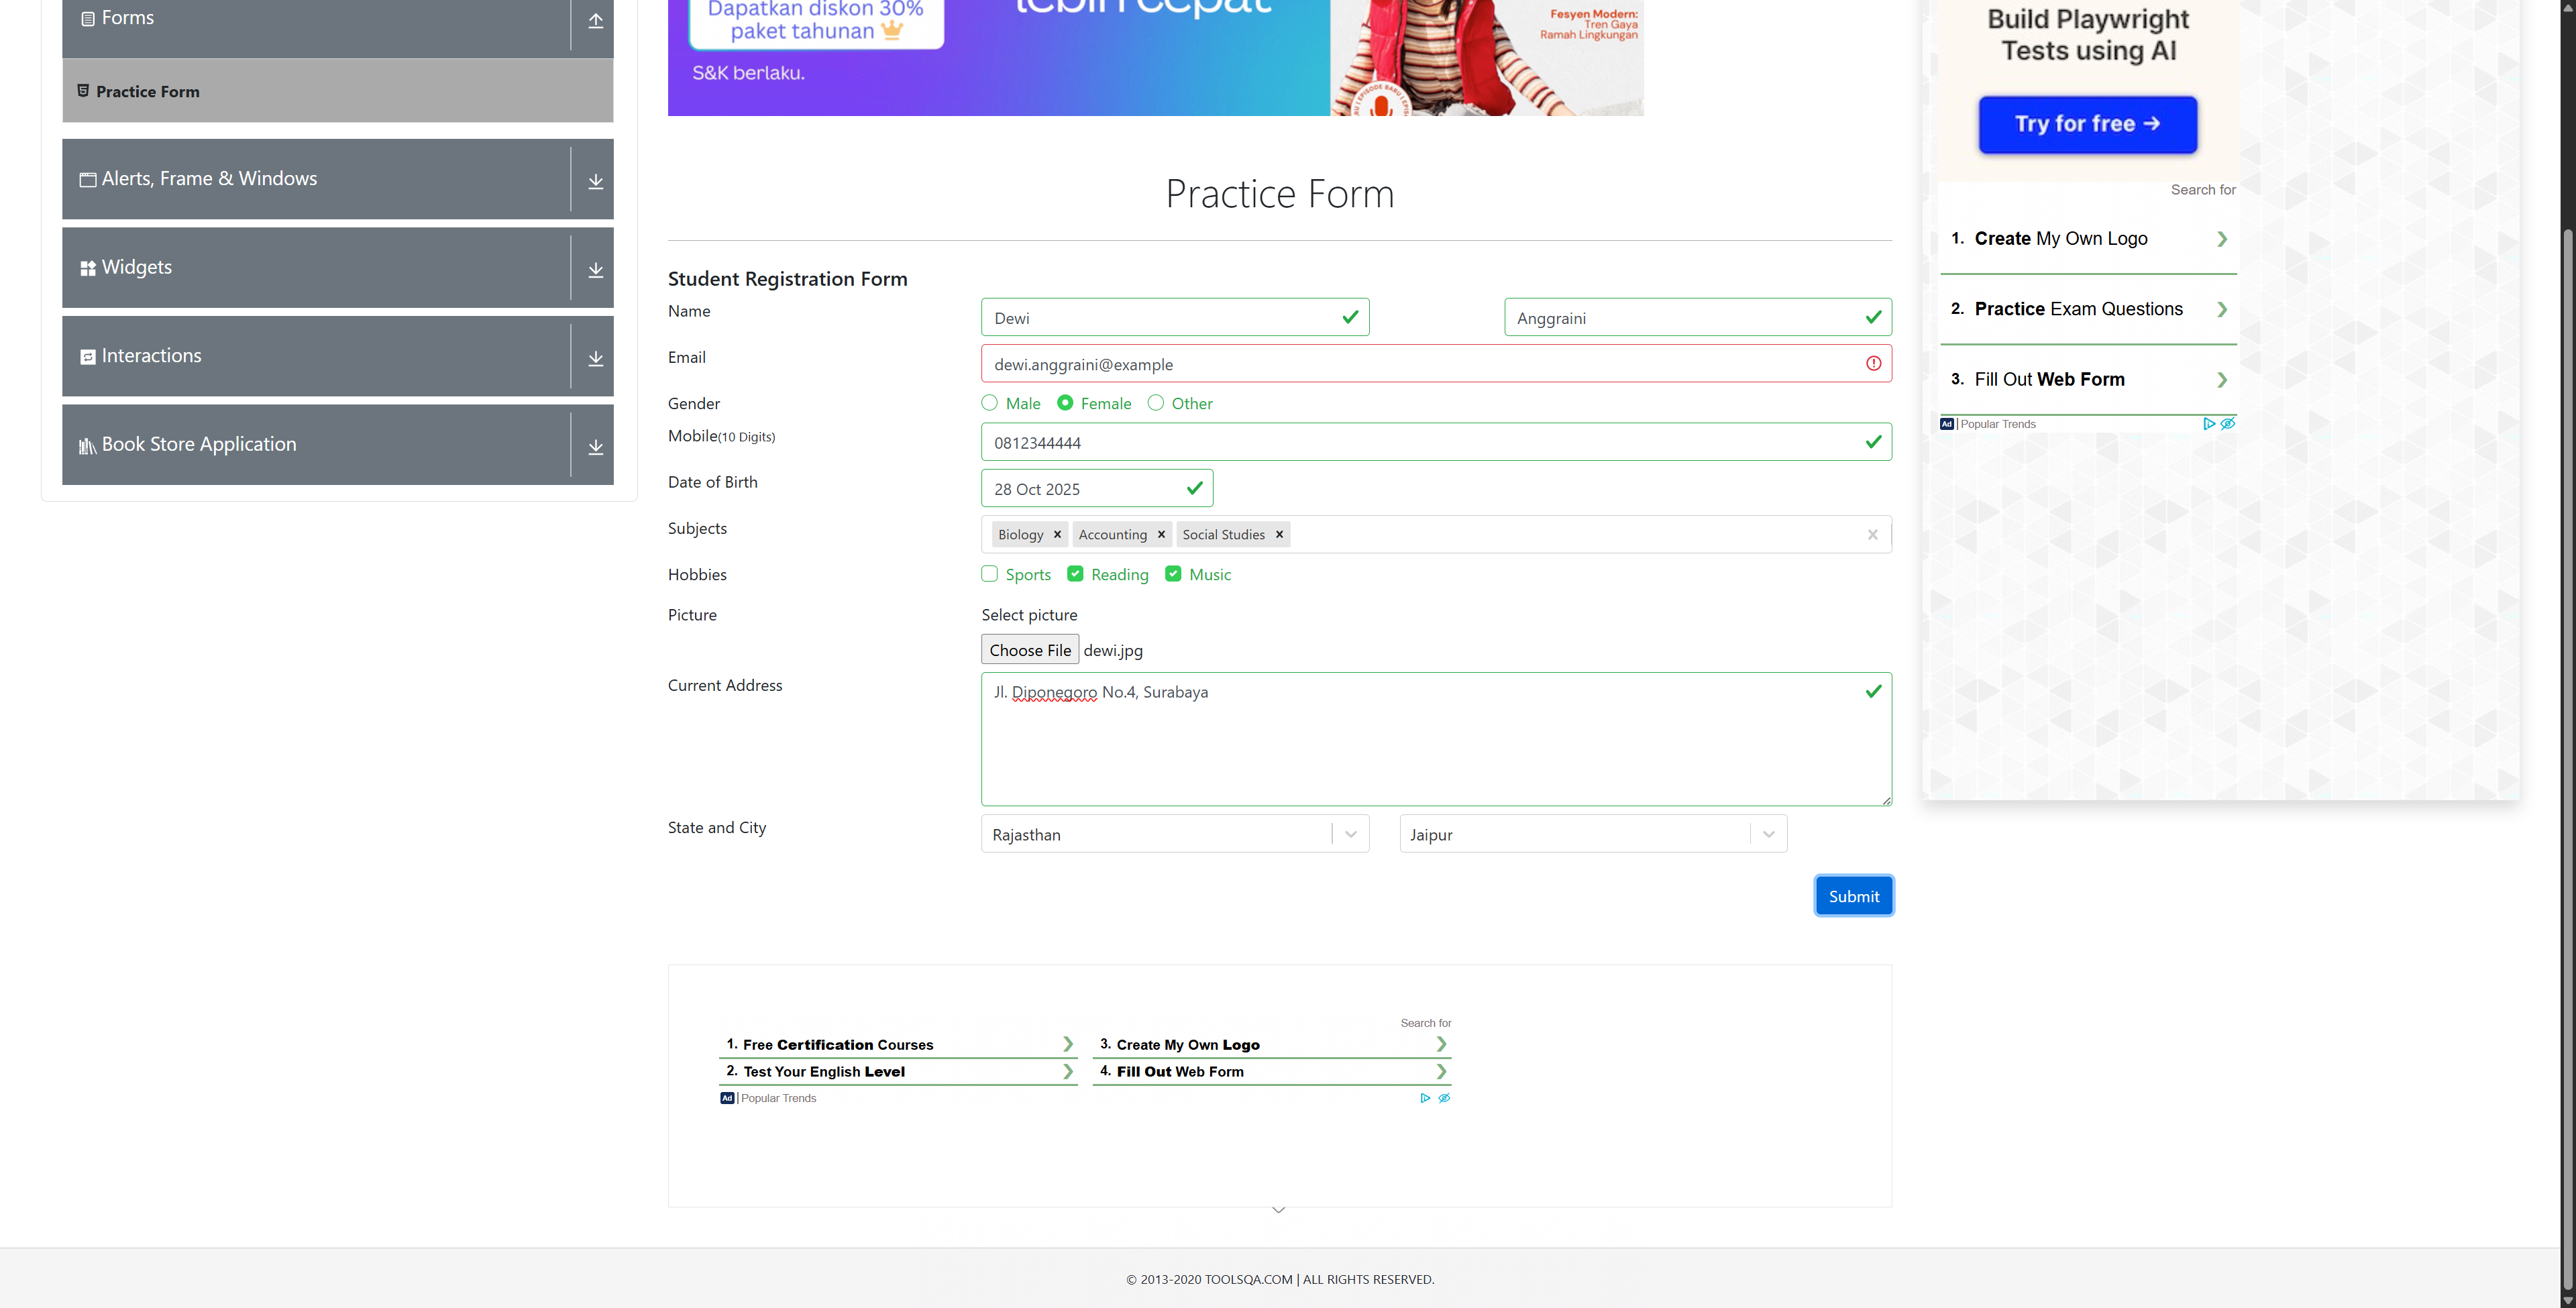 Forms
Practice Form
Alerts, Frame & Windows
Widgets
Interactions
Book Store Application
Dapatkan diskon 30%
paket tahunan
S&K berlaku.
lebih cepat
Fesyen Modern:
Tren Gaya
Ramah Lingkungan
Practice Form
Student Registration Form
Name Dewi Anggraini
Email dewi.anggraini@example
Gender Male Female Other
Mobile(10 Digits) 0812344444
Date of Birth 28 Oct 2025
Subjects Biology × Accounting × Social Studies ×
Hobbies Sports Reading Music
Picture Select picture
Choose File dewi.jpg
Current Address Jl. Diponegoro No.4, Surabaya
State and City Rajasthan Jaipur
Submit
Search for
1. Free Certification Courses
2. Test Your English Level
3. Create My Own Logo
4. Fill Out Web Form
Ad | Popular Trends
Build Playwright
Tests using AI
Try for free →
Search for
1. Create My Own Logo
2. Practice Exam Questions
3. Fill Out Web Form
Ad | Popular Trends
© 2013-2020 TOOLSQA.COM | ALL RIGHTS RESERVED.